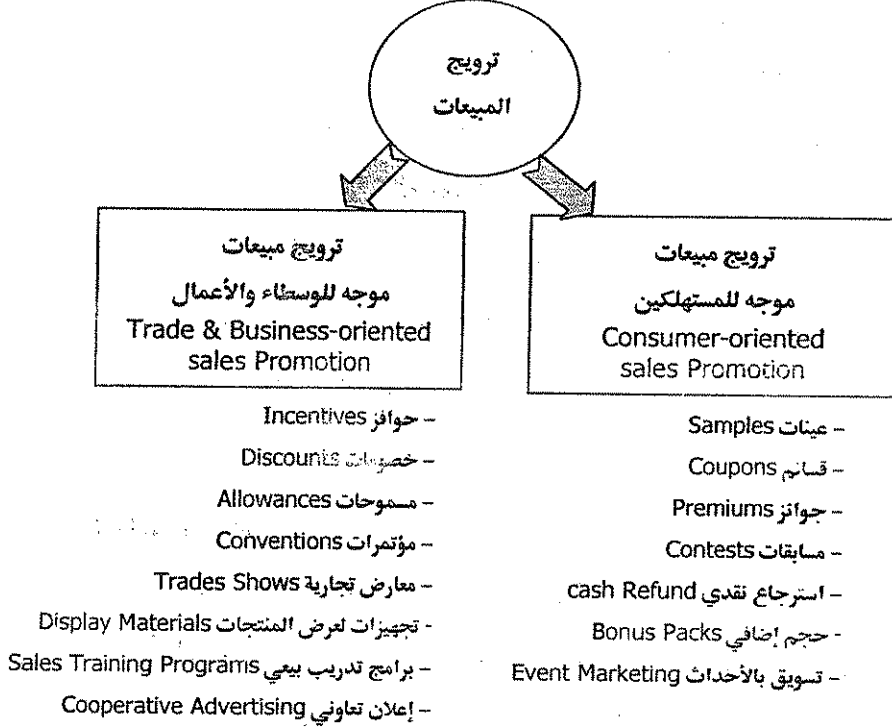 ترويج
المبيعات
ترويج مبيعات
موجه للمستهلكين
Consumer-oriented
sales Promotion
– عينات Samples
– قسائم Coupons
– جوائز Premiums
– مسابقات Contests
– استرجاع نقدي cash Refund
- حجم إضافي Bonus Packs
– تسويق بالأحداث Event Marketing
ترويج مبيعات
موجه للوسطاء والأعمال
Trade & Business-oriented
sales Promotion
– حوافز Incentives
– خصومات Discounts
– مسموحات Allowances
– مؤتمرات Conventions
– معارض تجارية Trades Shows
- تجهيزات لعرض المنتجات Display Materials
– برامج تدريب بيعي Sales Training Programs
– إعلان تعاوني Cooperative Advertising